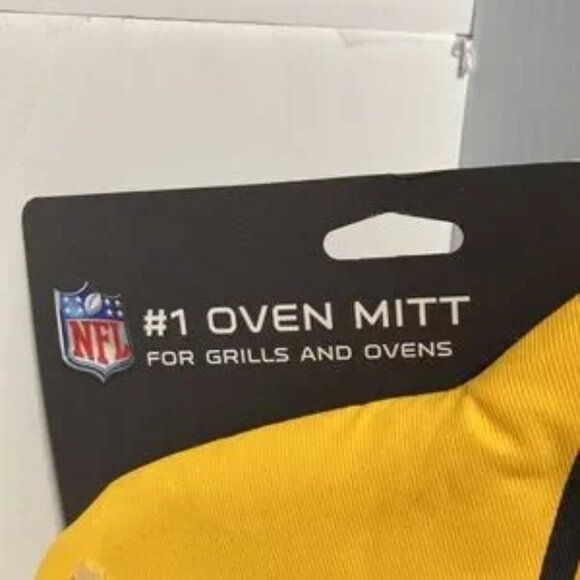 NFL
#1 OVEN MITT
FOR GRILLS AND OVENS